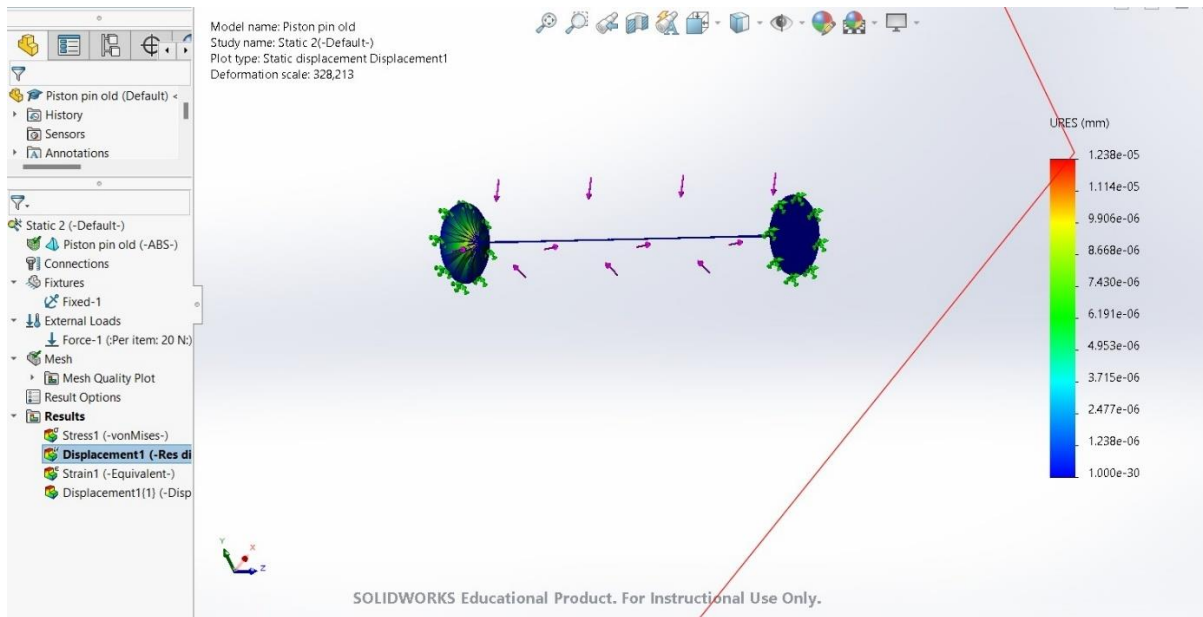 Model name: Piston pin old
Study name: Static 2(-Default-)
Plot type: Static displacement Displacement1
Deformation scale: 328,213
Piston pin old (Default) <
History
Sensors
Annotations
Static 2 (-Default-)
Piston pin old (-ABS-)
Connections
Fixtures
Fixed-1
External Loads
Force-1 (:Per item: 20 N:)
Mesh
Mesh Quality Plot
Result Options
Results
Stress1 (-vonMises-)
Displacement1 (-Res di
Strain1 (-Equivalent-)
Displacement1{1} (-Disp
URES (mm)
1.238e-05
1.114e-05
9.906e-06
8.668e-06
7.430e-06
6.191e-06
4.953e-06
3.715e-06
2.477e-06
1.238e-06
1.000e-30
Y
X
Z
SOLIDWORKS Educational Product. For Instructional Use Only.